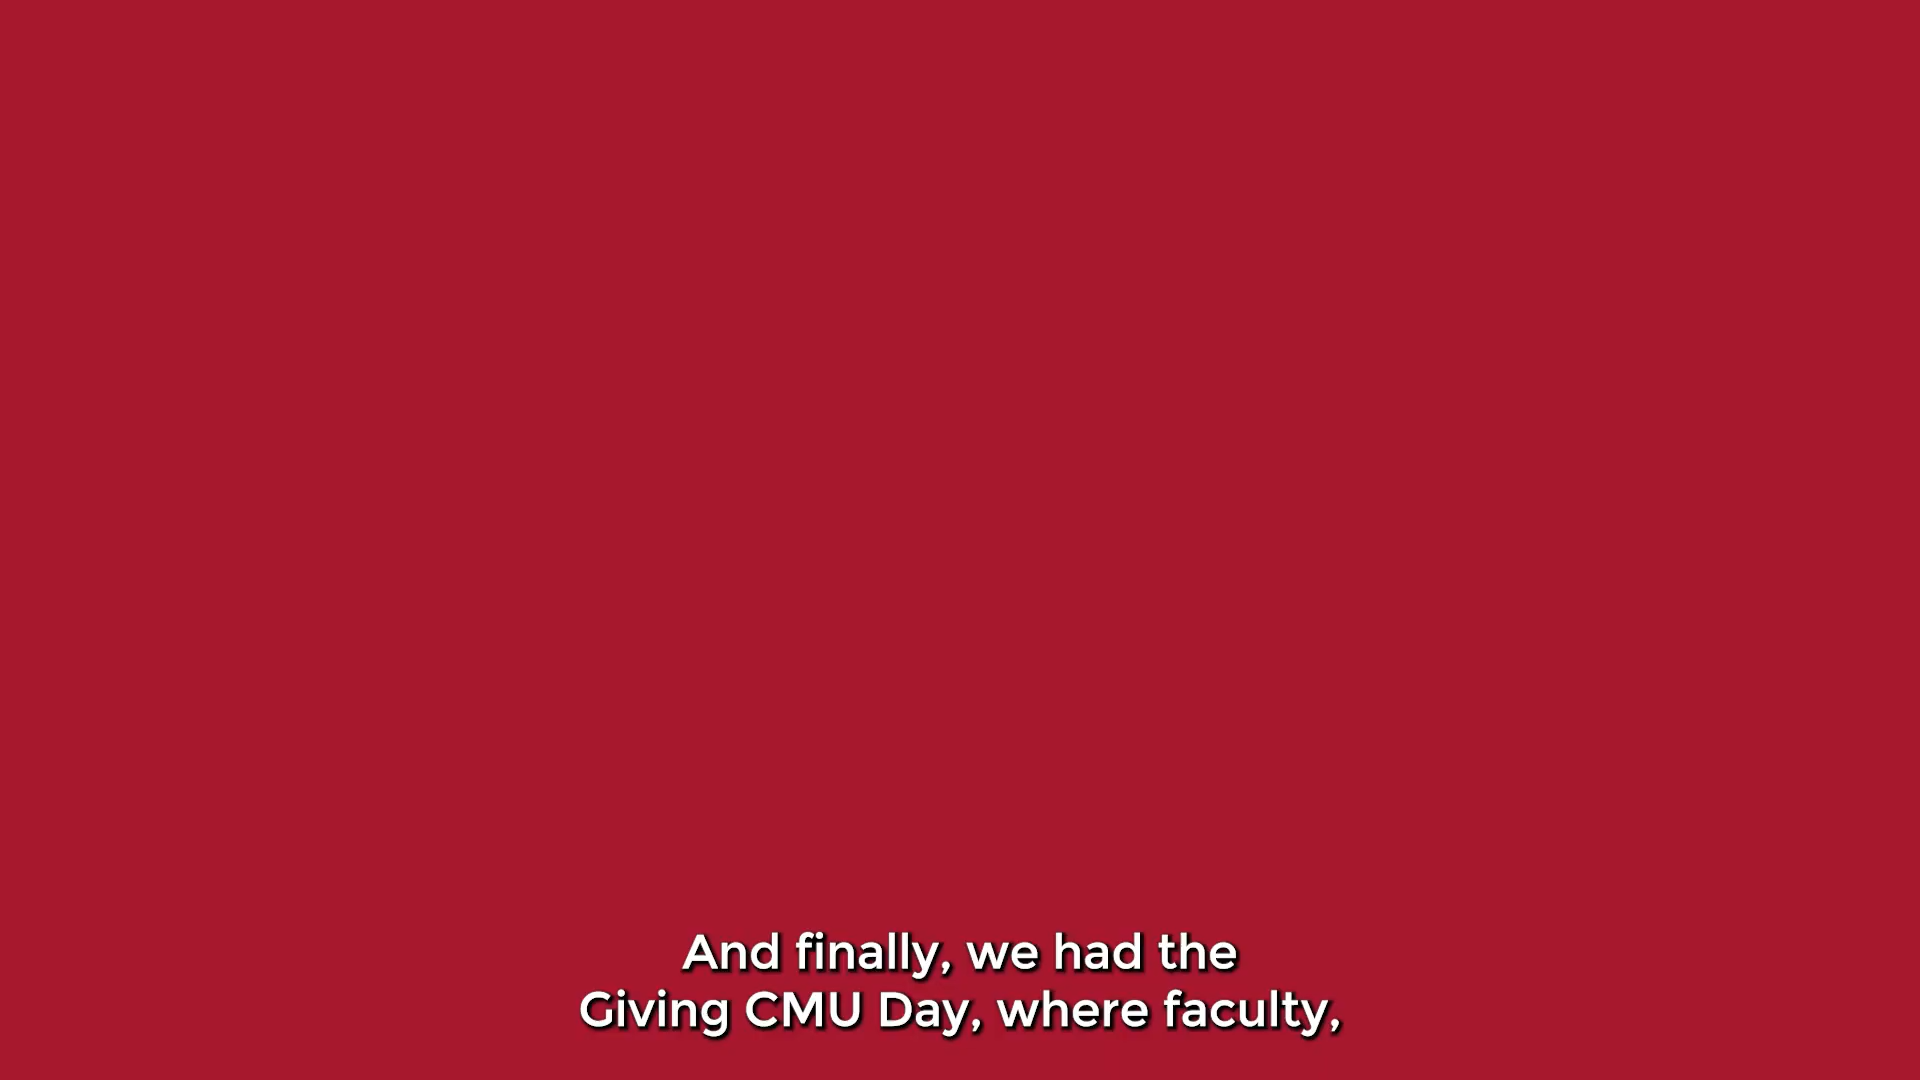 And finally, we had the
Giving CMU Day, where faculty,